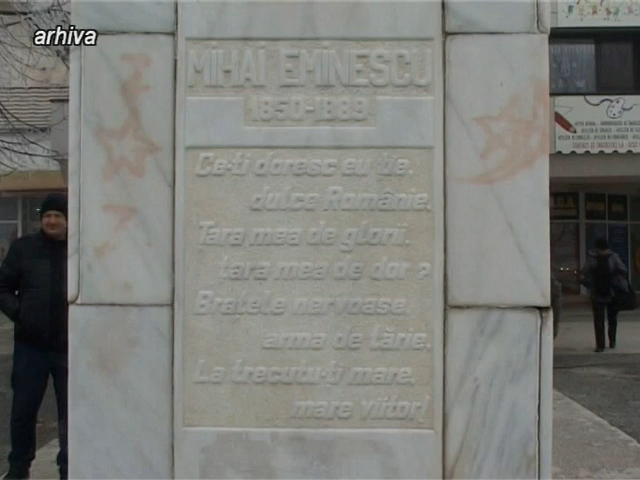 arhiva
MIHAI EMINESCU
1850-1889
Ce-ți doresc eu ție,
dulce Românie,
Țara mea de glorii,
țara mea de dor?
Brațele nervoase,
arma de tărie,
La trecutu-ți mare,
mare viitor!